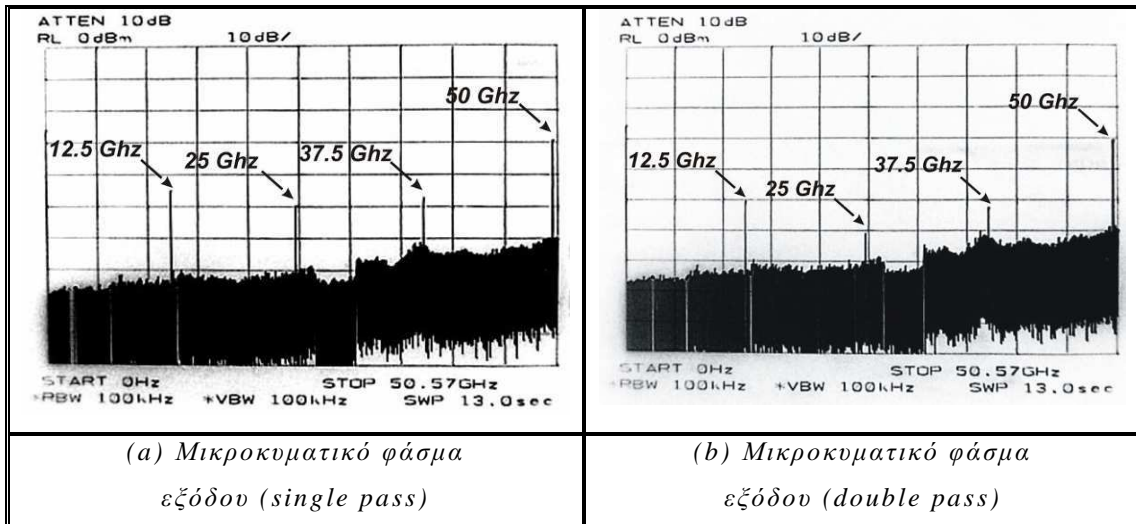 ATTEN 10dB
RL 0dBm 10dB/
50 Ghz
12.5 Ghz
25 Ghz
37.5 Ghz
START 0Hz STOP 50.57GHz
*RBW 100kHz *VBW 100kHz SWP 13.0sec
(a) Μικροκυματικό φάσμα
εξόδου (single pass)
ATTEN 10dB
RL 0dBm 10dB/
50 Ghz
12.5 Ghz
25 Ghz
37.5 Ghz
START 0Hz STOP 50.57GHz
*RBW 100kHz *VBW 100kHz SWP 13.0sec
(b) Μικροκυματικό φάσμα
εξόδου (double pass)